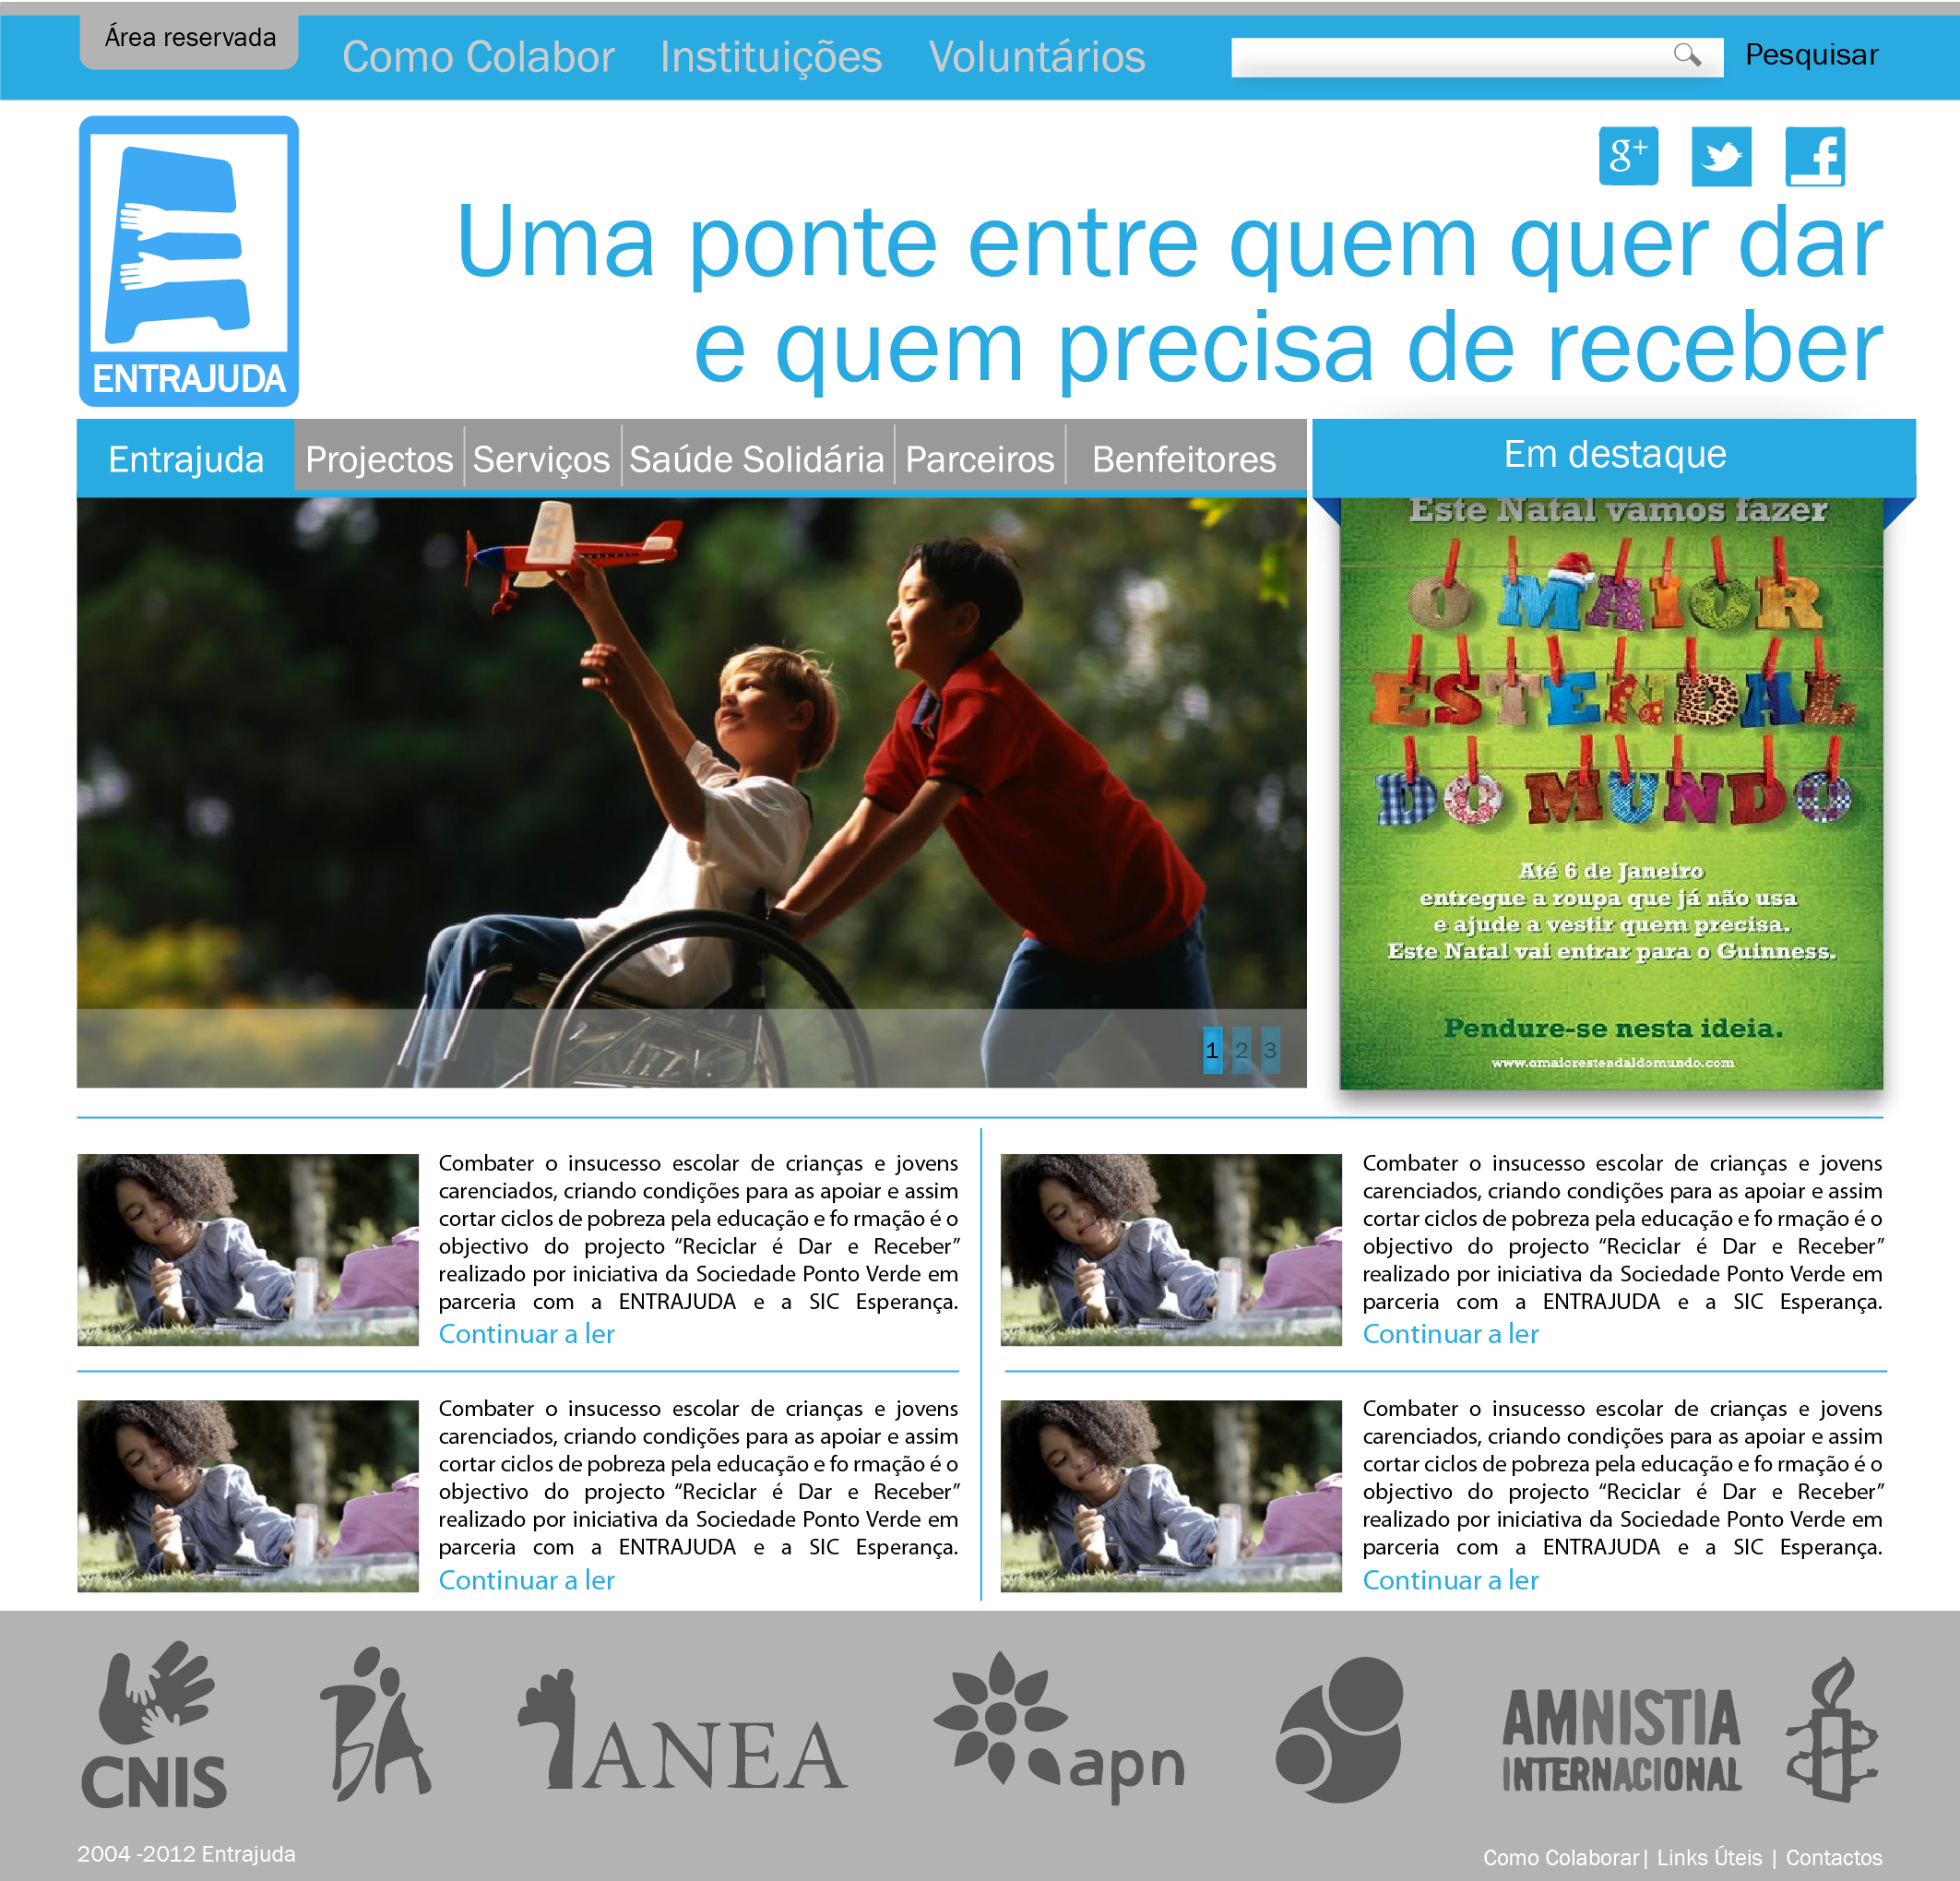 Área reservada
Como Colabor
Instituições
Voluntários
Pesquisar
g+
f
ENTRAJUDA
Uma ponte entre quem quer dar
e quem precisa de receber
Entrajuda
Projectos
Serviços
Saúde Solidária
Parceiros
Benfeitores
Em destaque
Este Natal vamos fazer
O MAIOR
ESTENDAL
DO MUNDO
Até 6 de Janeiro
entregue a roupa que já não usa
e ajude a vestir quem precisa.
Este Natal vai entrar para o Guinness.
Pendure-se nesta ideia.
www.omaiorestendaldomundo.com
1 2 3
Combater o insucesso escolar de crianças e jovens
carenciados, criando condições para as apoiar e assim
cortar ciclos de pobreza pela educação e fo rmação é o
objectivo do projecto “Reciclar é Dar e Receber”
realizado por iniciativa da Sociedade Ponto Verde em
parceria com a ENTRAJUDA e a SIC Esperança.
Continuar a ler
Combater o insucesso escolar de crianças e jovens
carenciados, criando condições para as apoiar e assim
cortar ciclos de pobreza pela educação e fo rmação é o
objectivo do projecto “Reciclar é Dar e Receber”
realizado por iniciativa da Sociedade Ponto Verde em
parceria com a ENTRAJUDA e a SIC Esperança.
Continuar a ler
Combater o insucesso escolar de crianças e jovens
carenciados, criando condições para as apoiar e assim
cortar ciclos de pobreza pela educação e fo rmação é o
objectivo do projecto “Reciclar é Dar e Receber”
realizado por iniciativa da Sociedade Ponto Verde em
parceria com a ENTRAJUDA e a SIC Esperança.
Continuar a ler
Combater o insucesso escolar de crianças e jovens
carenciados, criando condições para as apoiar e assim
cortar ciclos de pobreza pela educação e fo rmação é o
objectivo do projecto “Reciclar é Dar e Receber”
realizado por iniciativa da Sociedade Ponto Verde em
parceria com a ENTRAJUDA e a SIC Esperança.
Continuar a ler
CNIS
BA
ANEA
apn
AMNISTIA
INTERNACIONAL
2004 -2012 Entrajuda
Como Colaborar| Links Úteis | Contactos